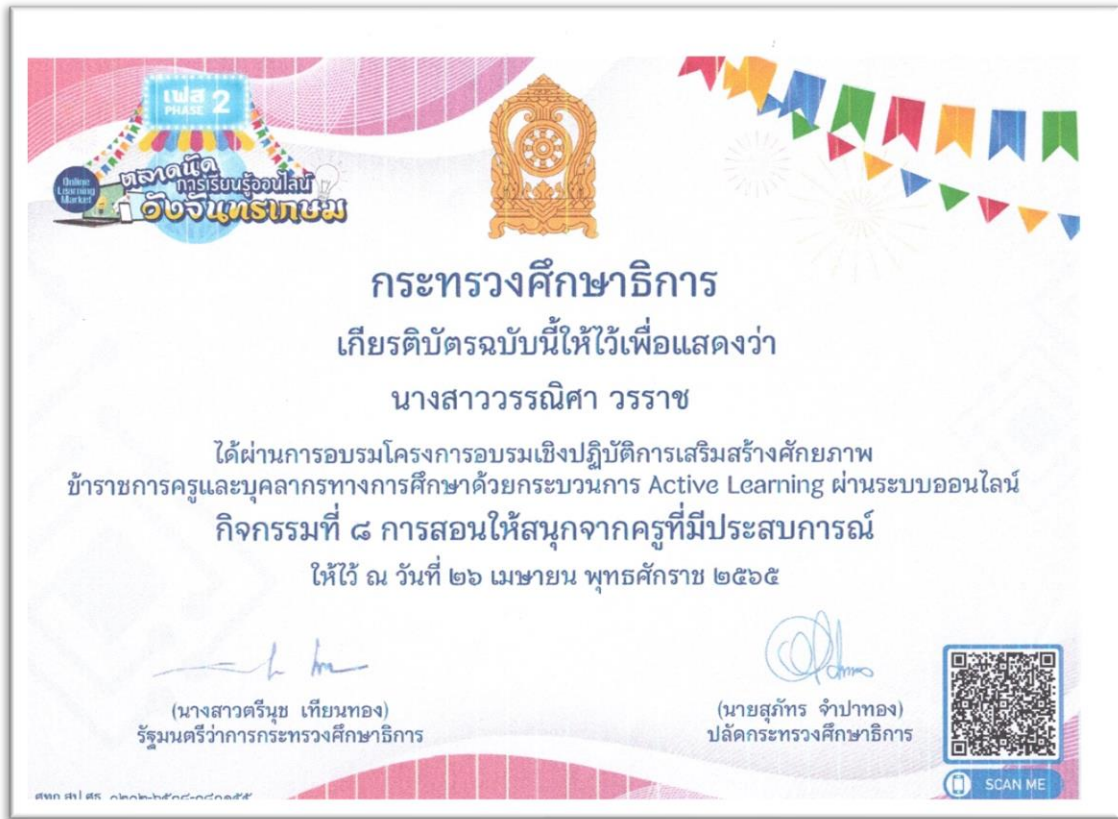 เฟส 2
PHASE
Online
Learning
Market
ตลาดนัด
การเรียนรู้ออนไลน์
วังจันทรเกษม
กระทรวงศึกษาธิการ
เกียรติบัตรฉบับนี้ให้ไว้เพื่อแสดงว่า
นางสาววรรณิศา วรราช
ได้ผ่านการอบรมโครงการอบรมเชิงปฏิบัติการเสริมสร้างศักยภาพ
ข้าราชการครูและบุคลากรทางการศึกษาด้วยกระบวนการ Active Learning ผ่านระบบออนไลน์
กิจกรรมที่ ๘ การสอนให้สนุกจากครูที่มีประสบการณ์
ให้ไว้ ณ วันที่ ๒๖ เมษายน พุทธศักราช ๒๕๖๕
(นางสาวตรีนุช เทียนทอง)
รัฐมนตรีว่าการกระทรวงศึกษาธิการ
(นายสุภัทร จำปาทอง)
ปลัดกระทรวงศึกษาธิการ
SCAN ME